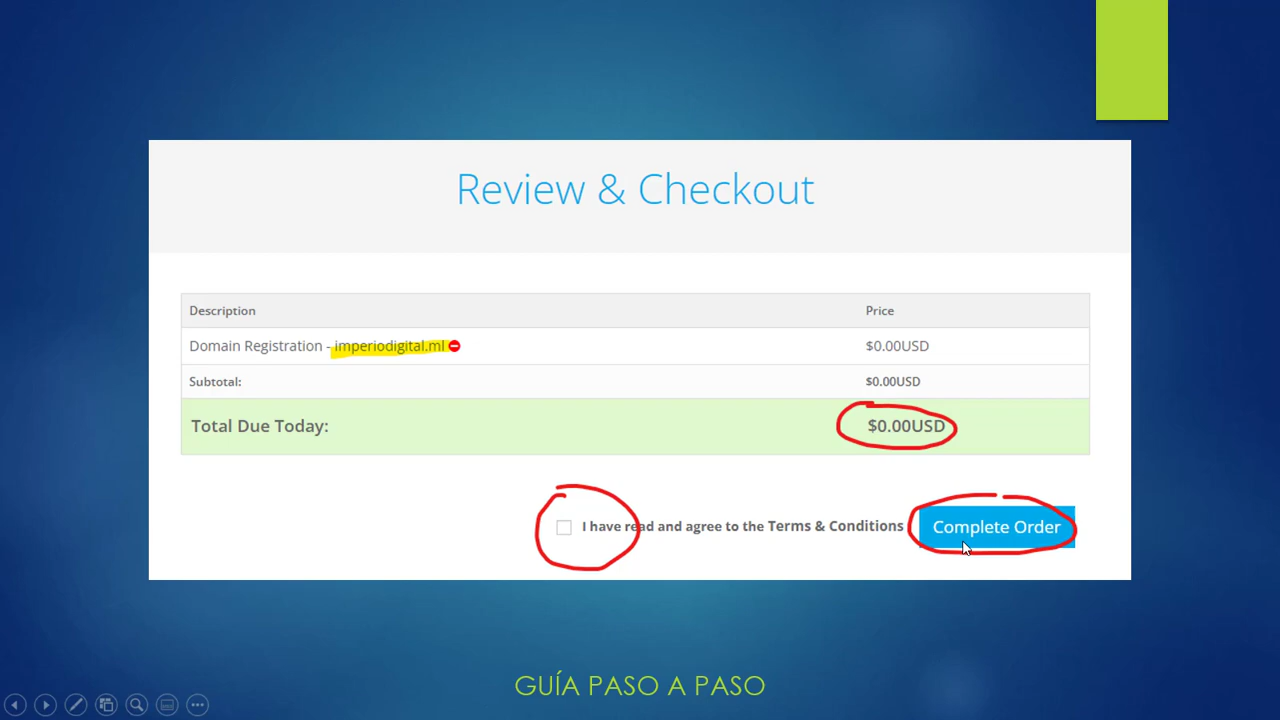 Review & Checkout
Description Price
Domain Registration - imperiodigital.ml $0.00USD
Subtotal: $0.00USD
Total Due Today: $0.00USD
I have read and agree to the Terms & Conditions Complete Order
GUÍA PASO A PASO